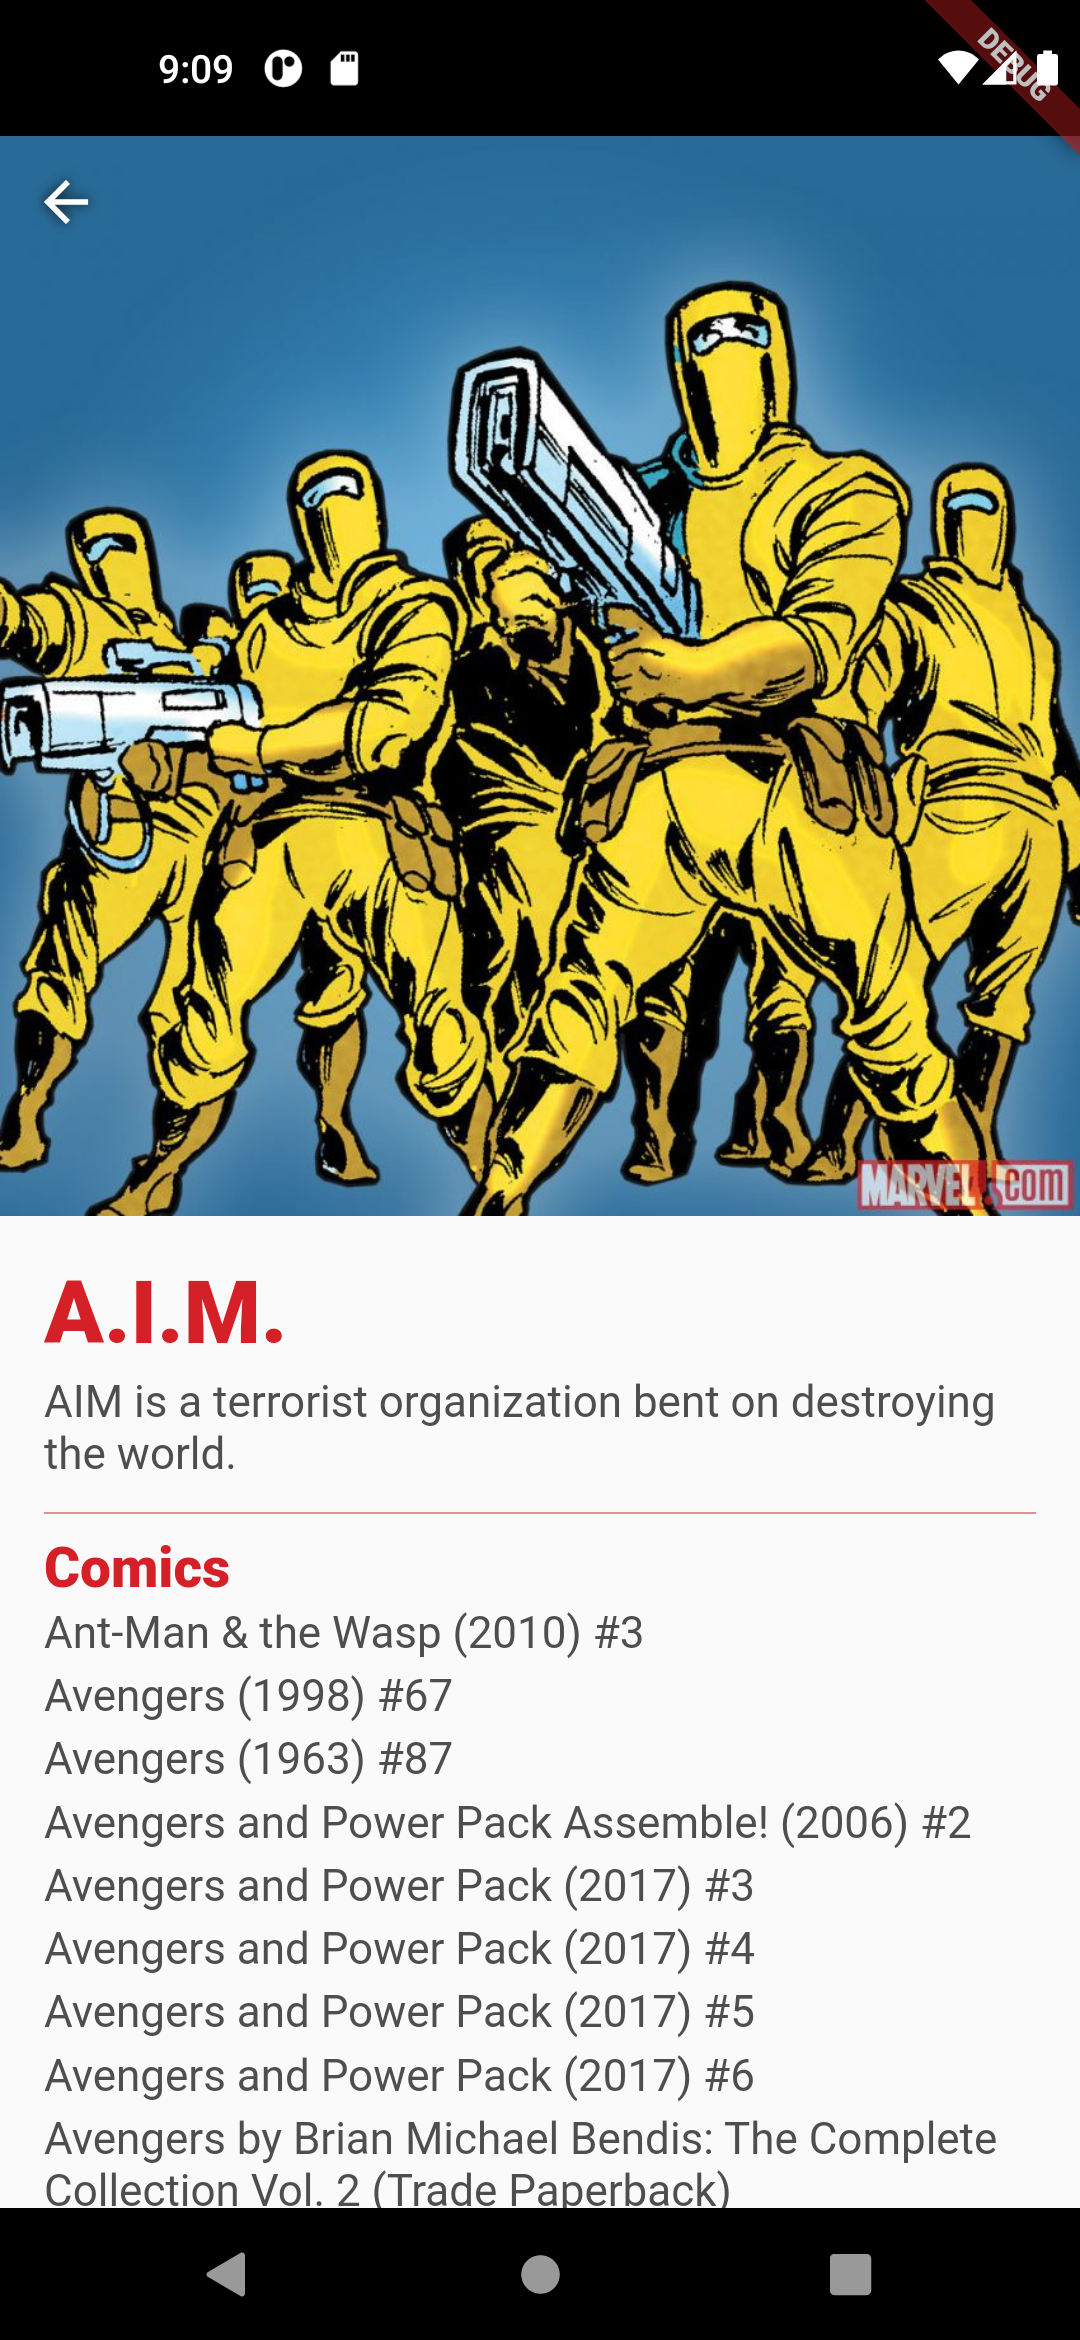 9:09
DEBUG
MARVEL.com
A.I.M.
AIM is a terrorist organization bent on destroying
the world.
Comics
Ant-Man & the Wasp (2010) #3
Avengers (1998) #67
Avengers (1963) #87
Avengers and Power Pack Assemble! (2006) #2
Avengers and Power Pack (2017) #3
Avengers and Power Pack (2017) #4
Avengers and Power Pack (2017) #5
Avengers and Power Pack (2017) #6
Avengers by Brian Michael Bendis: The Complete
Collection Vol. 2 (Trade Paperback)